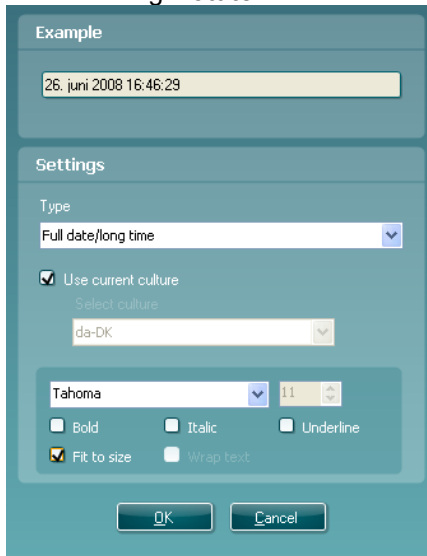 Example
26. juni 2008 16:46:29
Settings
Type
Full date/long time
Use current culture
Select culture
da-DK
Tahoma 11
Bold Italic Underline
Fit to size Wrap text
OK Cancel